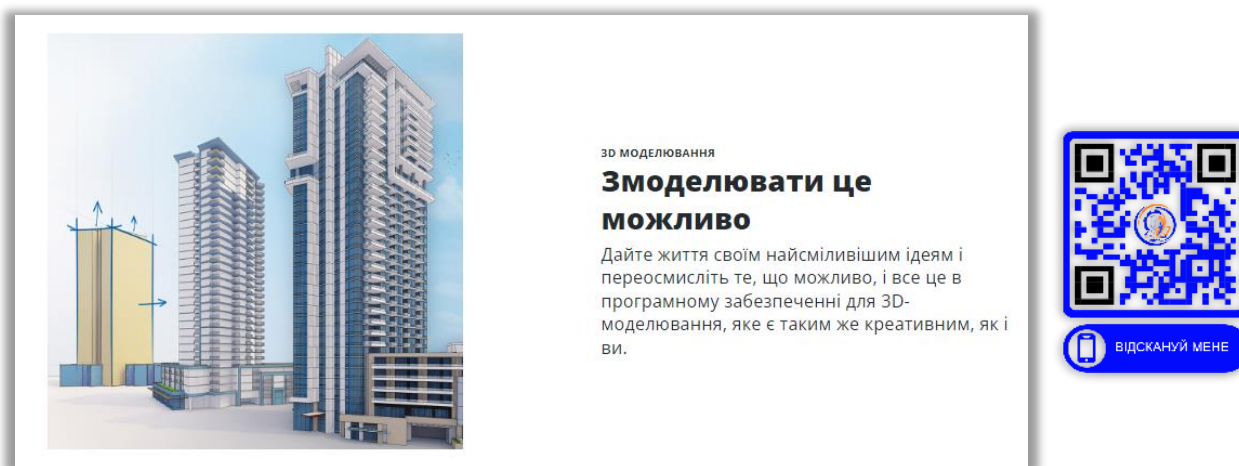 3D МОДЕЛЮВАННЯ
Змоделювати це
можливо
Дайте життя своїм найсміливішим ідеям і
переосмисліть те, що можливо, і все це в
програмному забезпеченні для 3D-
моделювання, яке є таким же креативним, як і
ви.
ВІДСКАНУЙ МЕНЕ